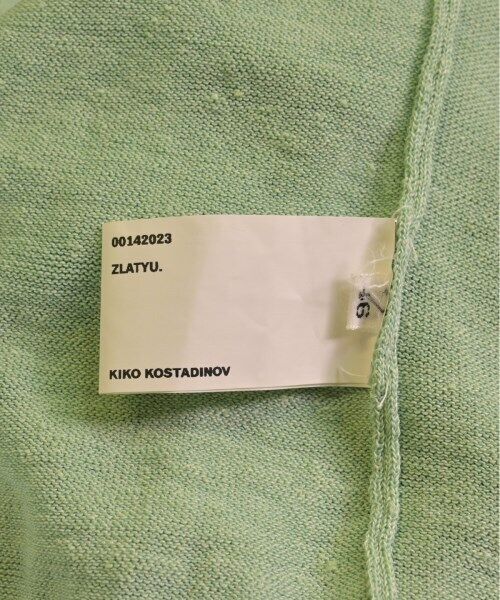 00142023
ZLATYU.
KIKO KOSTADINOV